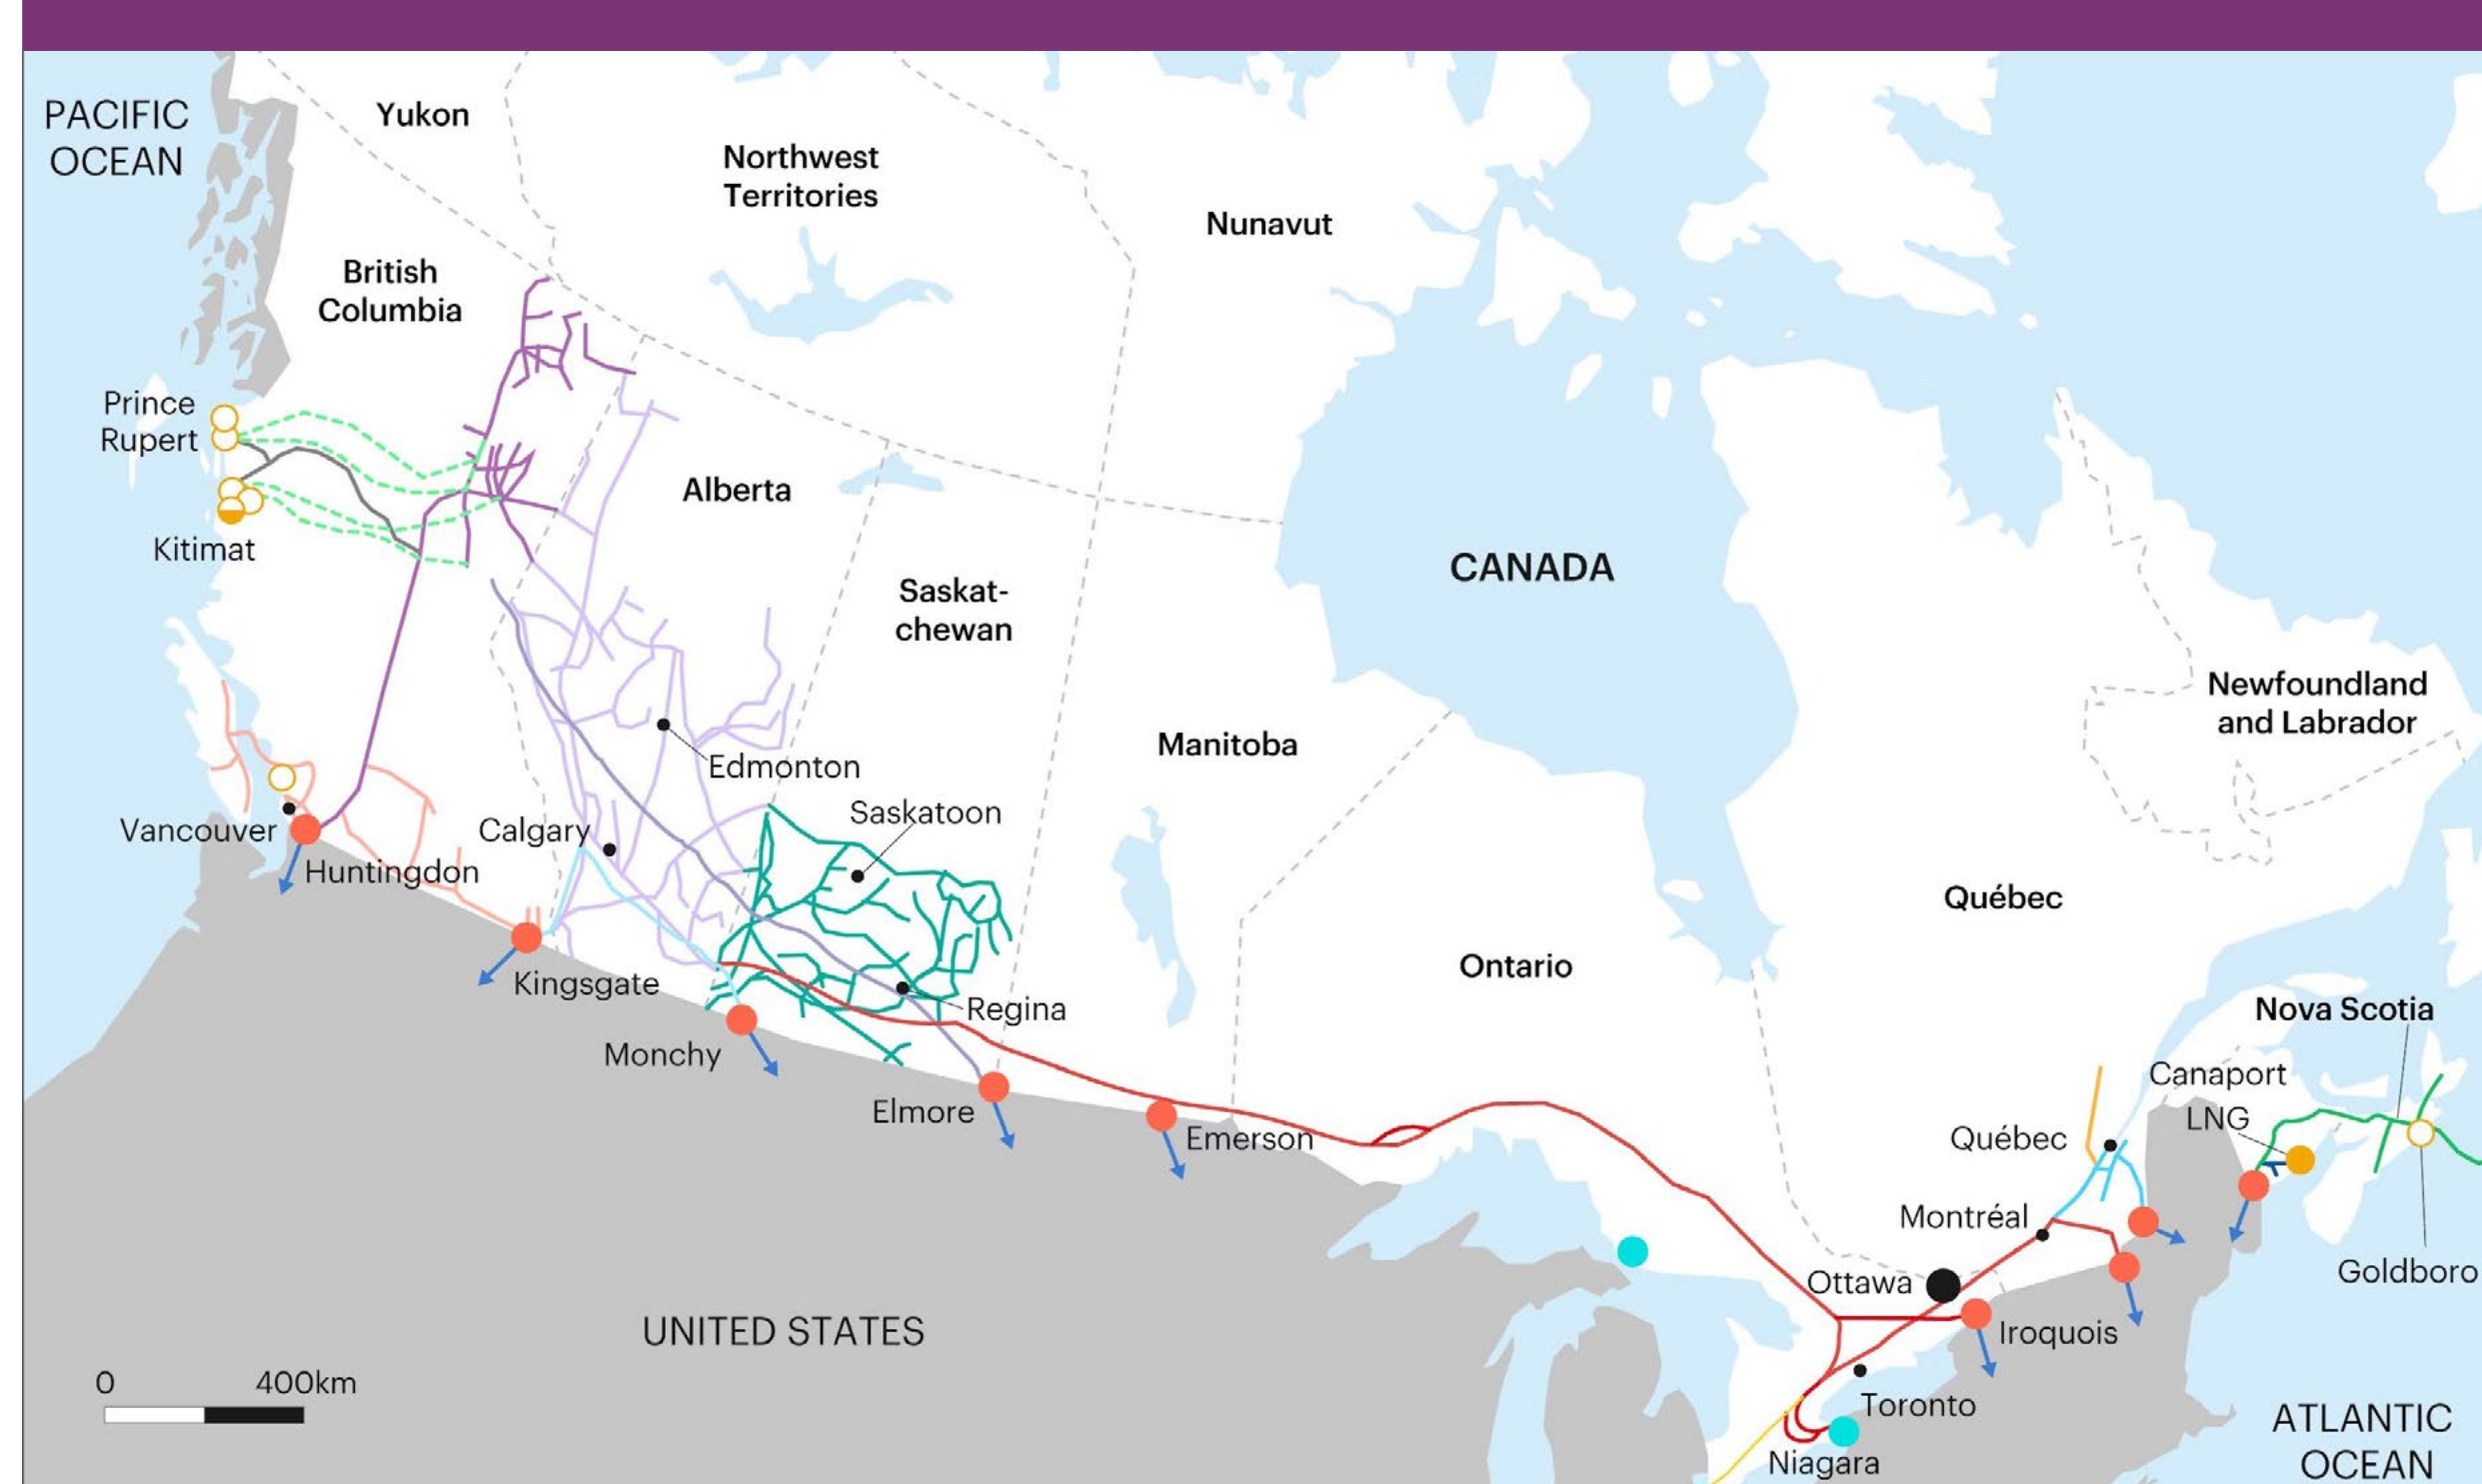 PACIFIC
OCEAN
Yukon
Northwest
Territories
Nunavut
British
Columbia
Prince
Rupert
Kitimat
Alberta
Saskat-
chewan
CANADA
Manitoba
Newfoundland
and Labrador
Edmonton
Saskatoon
Vancouver
Calgary
Huntingdon
Québec
Ontario
Kingsgate
Regina
Nova Scotia
Monchy
Canaport
LNG
Elmore
Emerson
Québec
Montréal
Ottawa
Goldboro
UNITED STATES
Iroquois
0
400km
Toronto
Niagara
ATLANTIC
OCEAN